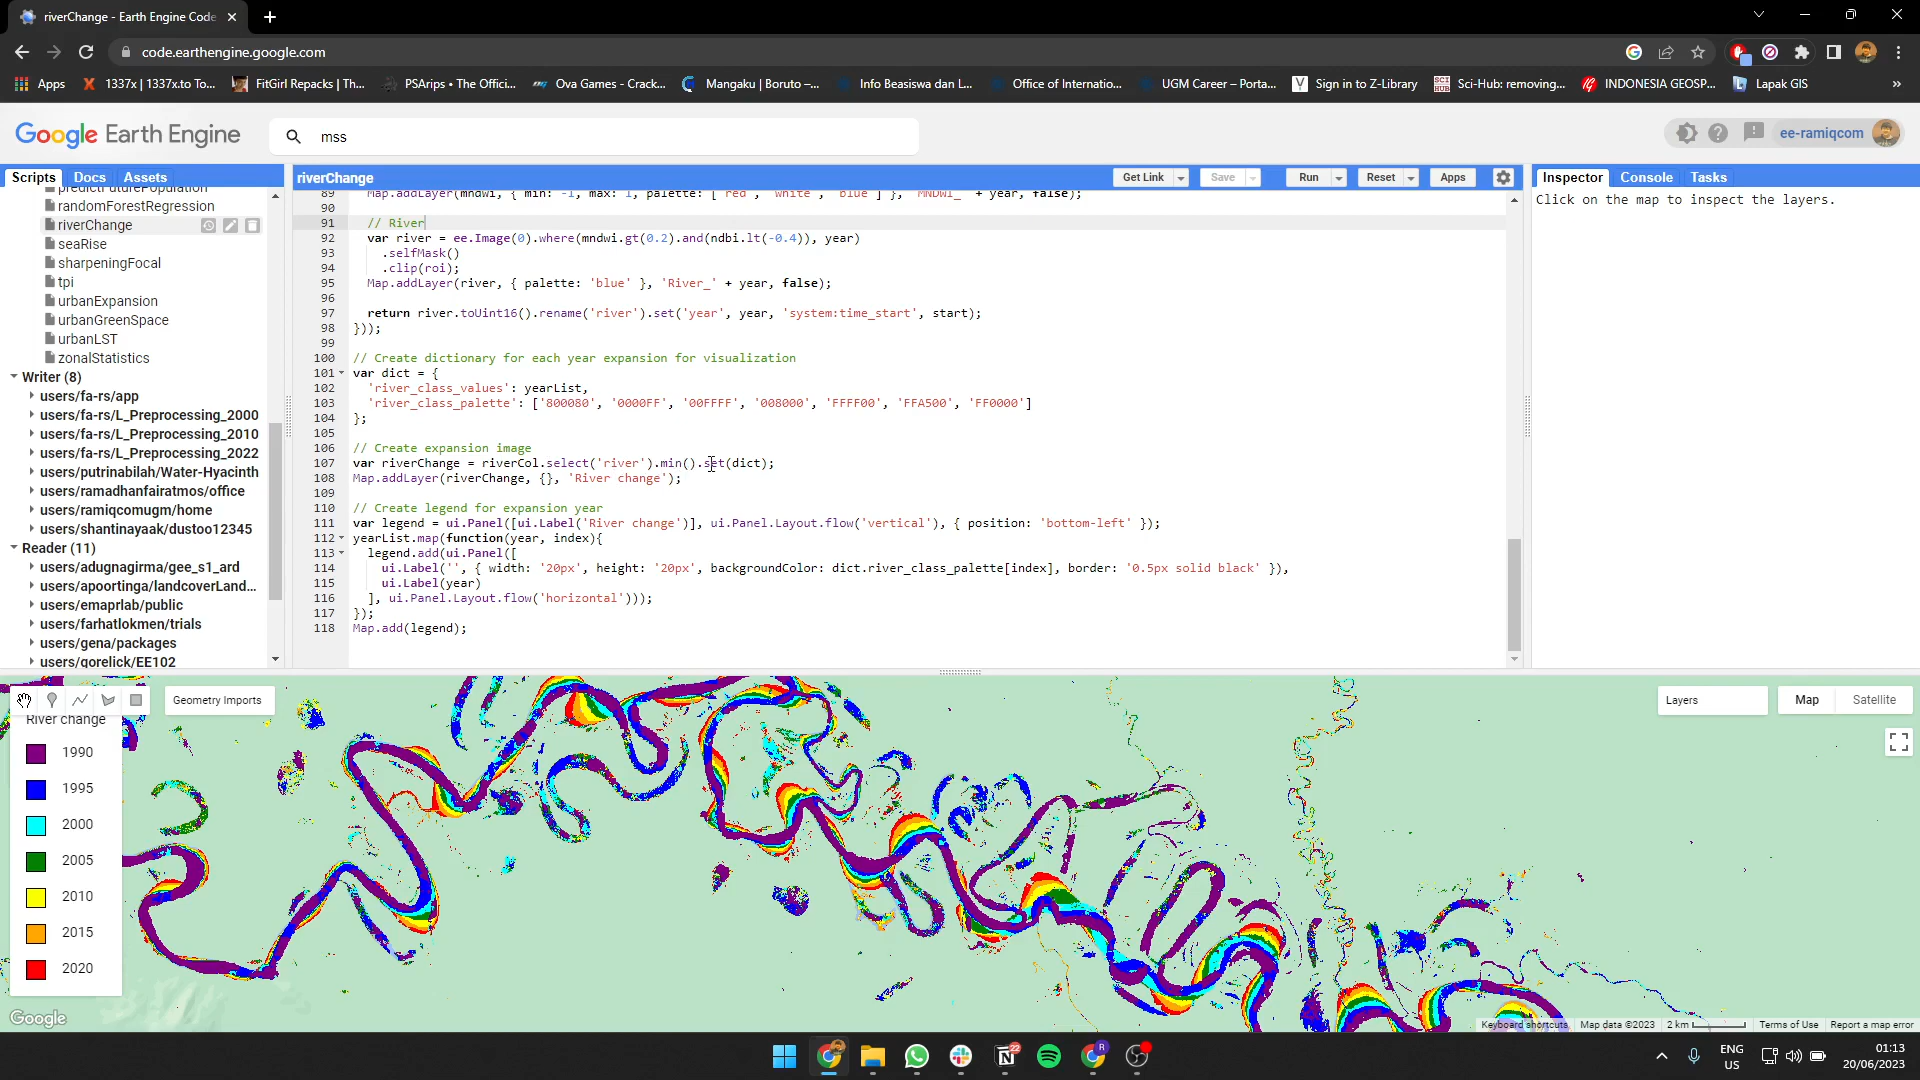 riverChange - Earth Engine Code
code.earthengine.google.com
Apps
1337x | 1337x.to To...
FitGirl Repacks | Th...
PSArips • The Offici...
Ova Games - Crack...
Mangaku | Boruto –...
Info Beasiswa dan L...
Office of Internatio...
UGM Career – Porta...
Sign in to Z-Library
Sci-Hub: removing...
INDONESIA GEOSP...
Lapak GIS
Google Earth Engine
mss
ee-ramiqcom
Scripts Docs Assets
predictFuturePopulation
randomForestRegression
riverChange
seaRise
sharpeningFocal
tpi
urbanExpansion
urbanGreenSpace
urbanLST
zonalStatistics
Writer (8)
users/fa-rs/app
users/fa-rs/L_Preprocessing_2000
users/fa-rs/L_Preprocessing_2010
users/fa-rs/L_Preprocessing_2022
users/putrinabilah/Water-Hyacinth
users/ramadhanfairatmos/office
users/ramiqcomugm/home
users/shantinayaak/dustoo12345
Reader (11)
users/adugnagirma/gee_s1_ard
users/apoortinga/landcoverLand...
users/emaprlab/public
users/farhatlokmen/trials
users/gena/packages
users/gorelick/EE102
riverChange
Get Link Save Run Reset Apps
89 Map.addLayer(mndwi, { min: -1, max: 1, palette: [ 'red', 'white', 'blue' ] }, 'MNDWI_' + year, false);
90
91 // River
92 var river = ee.Image(0).where(mndwi.gt(0.2).and(ndbi.lt(-0.4)), year)
93 .selfMask()
94 .clip(roi);
95 Map.addLayer(river, { palette: 'blue' }, 'River_' + year, false);
96
97 return river.toUint16().rename('river').set('year', year, 'system:time_start', start);
98 }));
99
100 // Create dictionary for each year expansion for visualization
101 var dict = {
102 'river_class_values': yearList,
103 'river_class_palette': ['800080', '0000FF', '00FFFF', '008000', 'FFFF00', 'FFA500', 'FF0000']
104 };
105
106 // Create expansion image
107 var riverChange = riverCol.select('river').min().set(dict);
108 Map.addLayer(riverChange, {}, 'River change');
109
110 // Create legend for expansion year
111 var legend = ui.Panel([ui.Label('River change')], ui.Panel.Layout.flow('vertical'), { position: 'bottom-left' });
112 yearList.map(function(year, index){
113 legend.add(ui.Panel([
114 ui.Label('', { width: '20px', height: '20px', backgroundColor: dict.river_class_palette[index], border: '0.5px solid black' }),
115 ui.Label(year)
116 ], ui.Panel.Layout.flow('horizontal')));
117 });
118 Map.add(legend);
Inspector Console Tasks
Click on the map to inspect the layers.
Geometry Imports
Layers
Map Satellite
River change
1990
1995
2000
2005
2010
2015
2020
Google
Keyboard shortcuts Map data ©2023 2 km Terms of Use Report a map error
22
R
ENG
US
01:13
20/06/2023